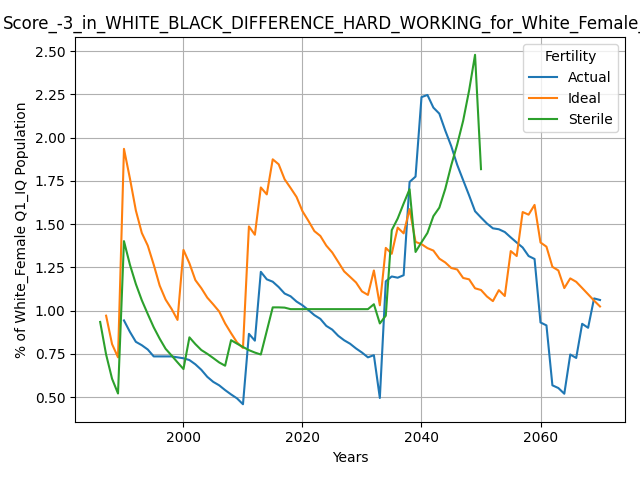 Score_-3_in_WHITE_BLACK_DIFFERENCE_HARD_WORKING_for_White_Female_
2.50
2.25
2.00
1.75
1.50
1.25
1.00
0.75
0.50
% of White_Female Q1_IQ Population
Fertility
Actual
Ideal
Sterile
2000
2020
2040
2060
Years